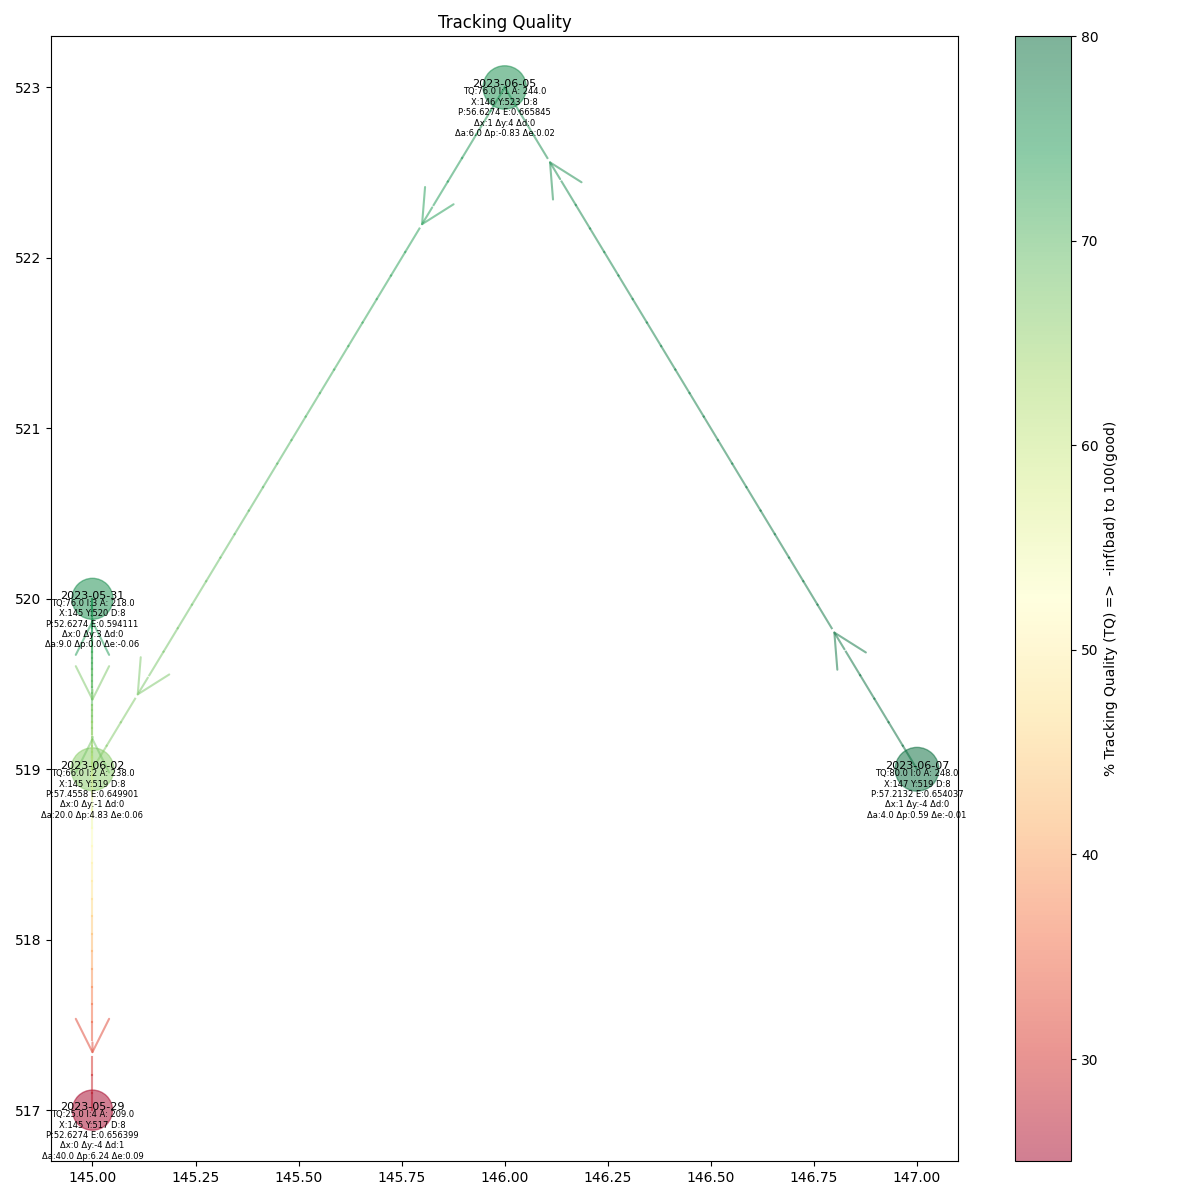 Tracking Quality
523
522
521
520
519
518
517
2023-06-05
TQ:76.0 I:1 A: 244.0
X:146 Y:523 D:8
P:56.6274 E:0.665845
Δx:1 Δy:4 Δd:0
Δa:6.0 Δp:-0.83 Δe:0.02
2023-05-31
TQ:76.0 I:3 A: 218.0
X:145 Y:520 D:8
P:52.6274 E:0.594111
Δx:0 Δy:3 Δd:0
Δa:9.0 Δp:0.0 Δe:-0.06
2023-06-02
TQ:66.0 I:2 A: 238.0
X:145 Y:519 D:8
P:57.4558 E:0.649901
Δx:0 Δy:-1 Δd:0
Δa:20.0 Δp:4.83 Δe:0.06
2023-06-07
TQ:80.0 I:0 A: 248.0
X:147 Y:519 D:8
P:57.2132 E:0.654037
Δx:1 Δy:-4 Δd:0
Δa:4.0 Δp:0.59 Δe:-0.01
2023-05-29
TQ:25.0 I:4 A: 209.0
X:145 Y:517 D:8
P:52.6274 E:0.656399
Δx:0 Δy:-4 Δd:1
Δa:40.0 Δp:6.24 Δe:0.09
145.00 145.25 145.50 145.75 146.00 146.25 146.50 146.75 147.00
80
70
60
50
40
30
% Tracking Quality (TQ) => -inf(bad) to 100(good)